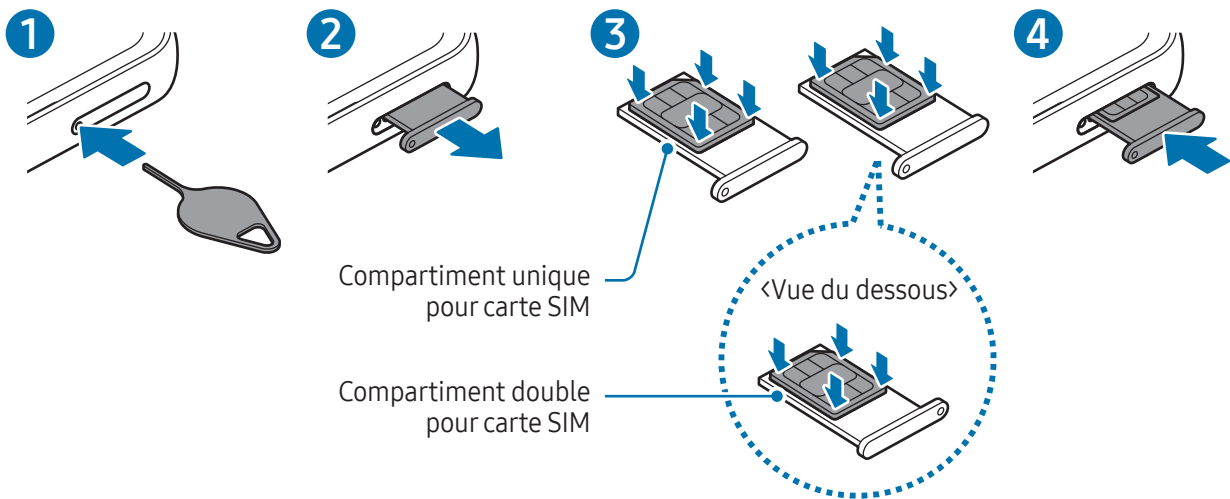 1
2
3
4
Compartiment unique
pour carte SIM
<Vue du dessous>
Compartiment double
pour carte SIM